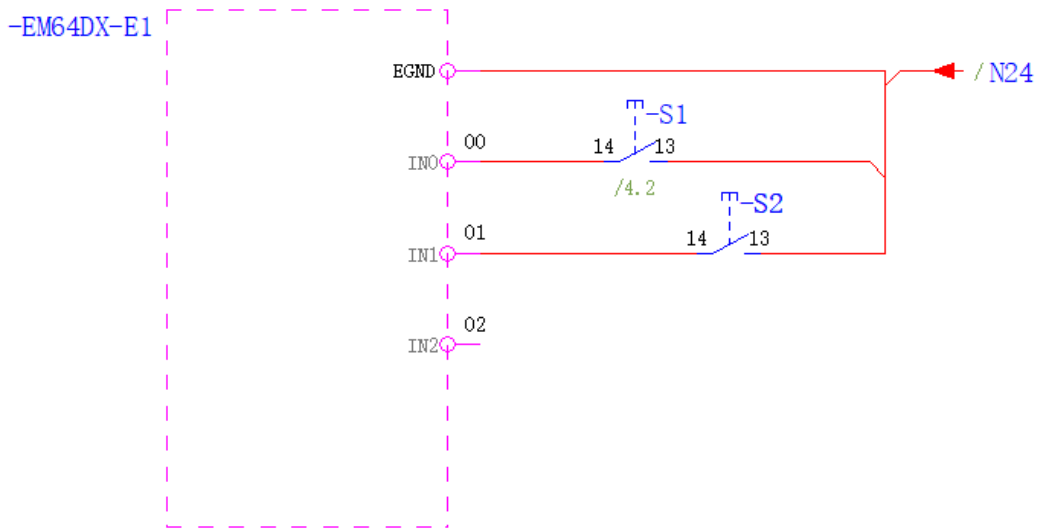 -EM64DX-E1
EGND
/ N24
-S1
00
14 13
IN0
/4.2
-S2
01
14 13
IN1
02
IN2